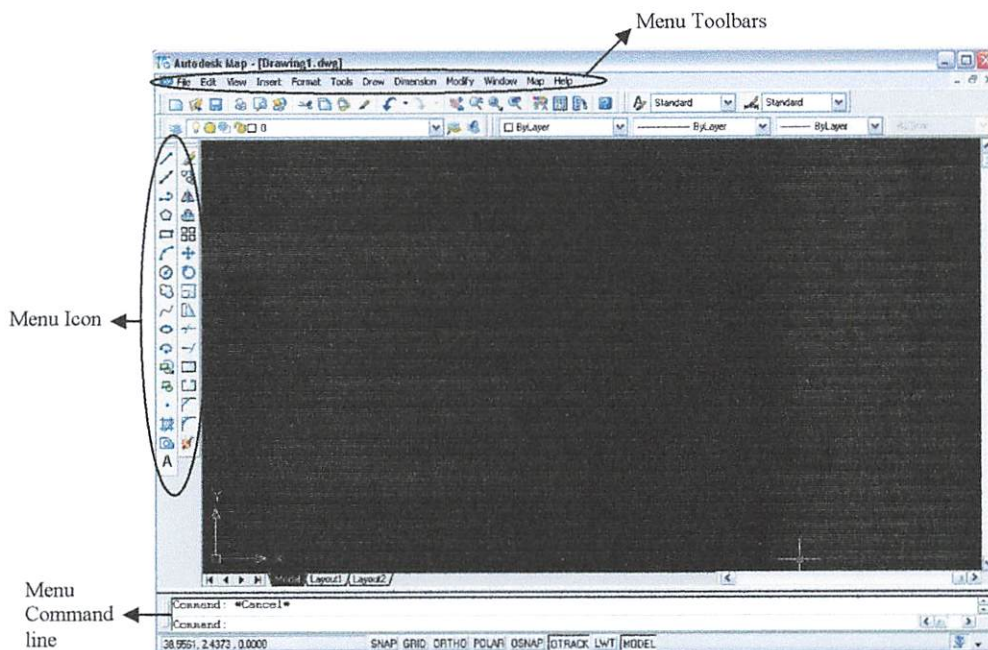 Menu Toolbars
Autodesk Map - [Drawing1.dwg]
File Edit View Insert Format Tools Draw Dimension Modify Window Map Help
Standard Standard
0 ByLayer ByLayer ByLayer
Menu Icon
A
Y
X
Model Layout1 Layout2
Menu
Command
line
Command: *Cancel*
Command:
38.9561, 2.4373, 0.0000 SNAP GRID ORTHO POLAR OSNAP OTRACK LWT MODEL